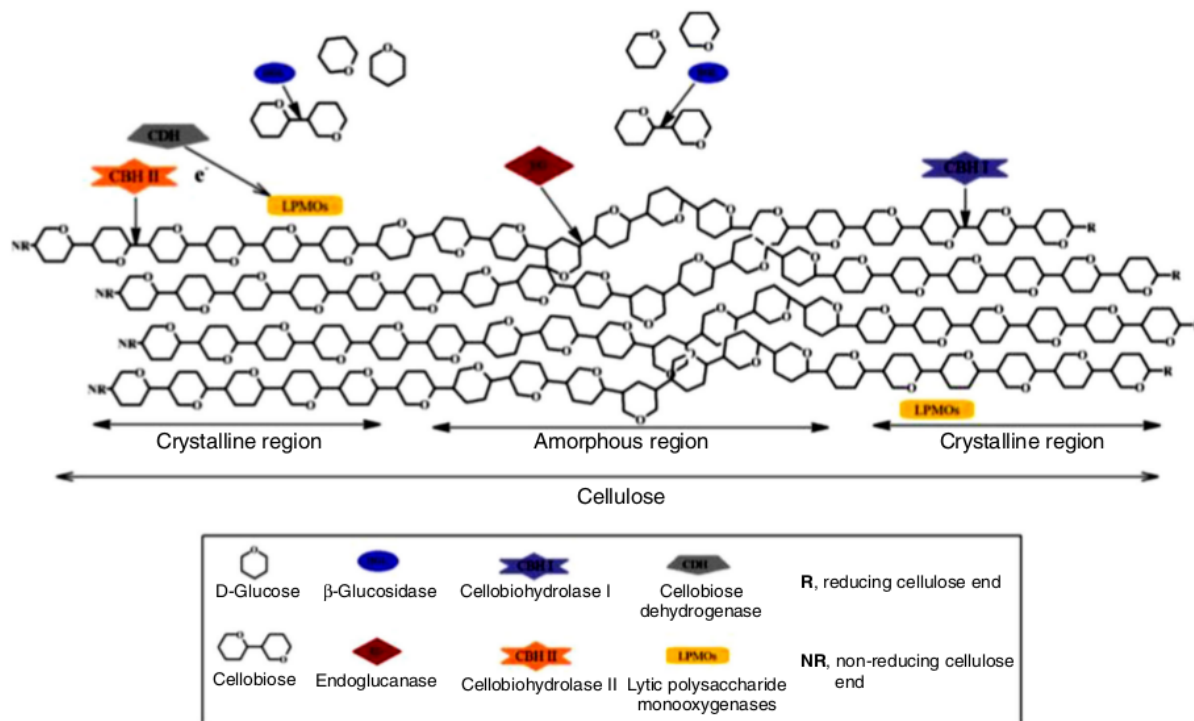 CDH
CBH II
e-
LPMOs
CBH I
NR
R
NR
R
NR
NR
R
LPMOs
Crystalline region
Amorphous region
Crystalline region
Cellulose
CBH I
CDH
D-Glucose
β-Glucosidase
Cellobiohydrolase I
Cellobiose
dehydrogenase
R, reducing cellulose end
CBH II
LPMOs
Cellobiose
Endoglucanase
Cellobiohydrolase II
Lytic polysaccharide
monooxygenases
NR, non-reducing cellulose
end